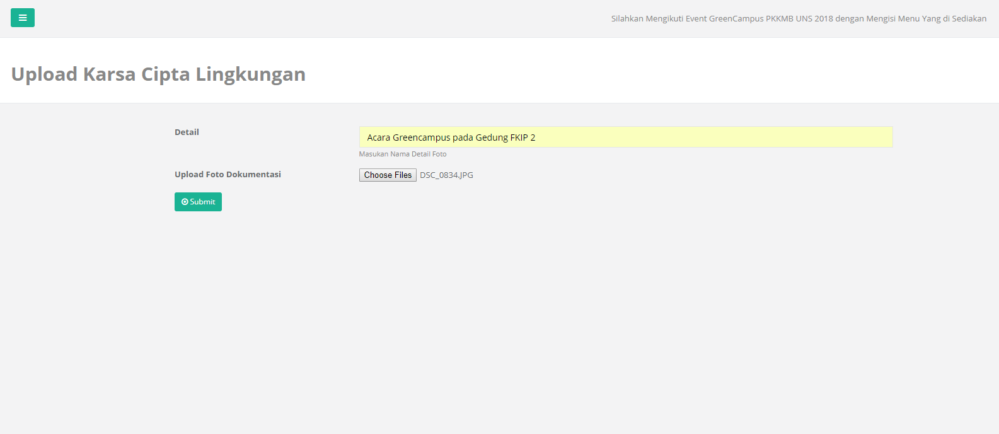 Silahkan Mengikuti Event GreenCampus PKKMB UNS 2018 dengan Mengisi Menu Yang di Sediakan
Upload Karsa Cipta Lingkungan
Detail
Acara Greencampus pada Gedung FKIP 2
Masukan Nama Detail Foto
Upload Foto Dokumentasi
Choose Files DSC_0834.JPG
Submit